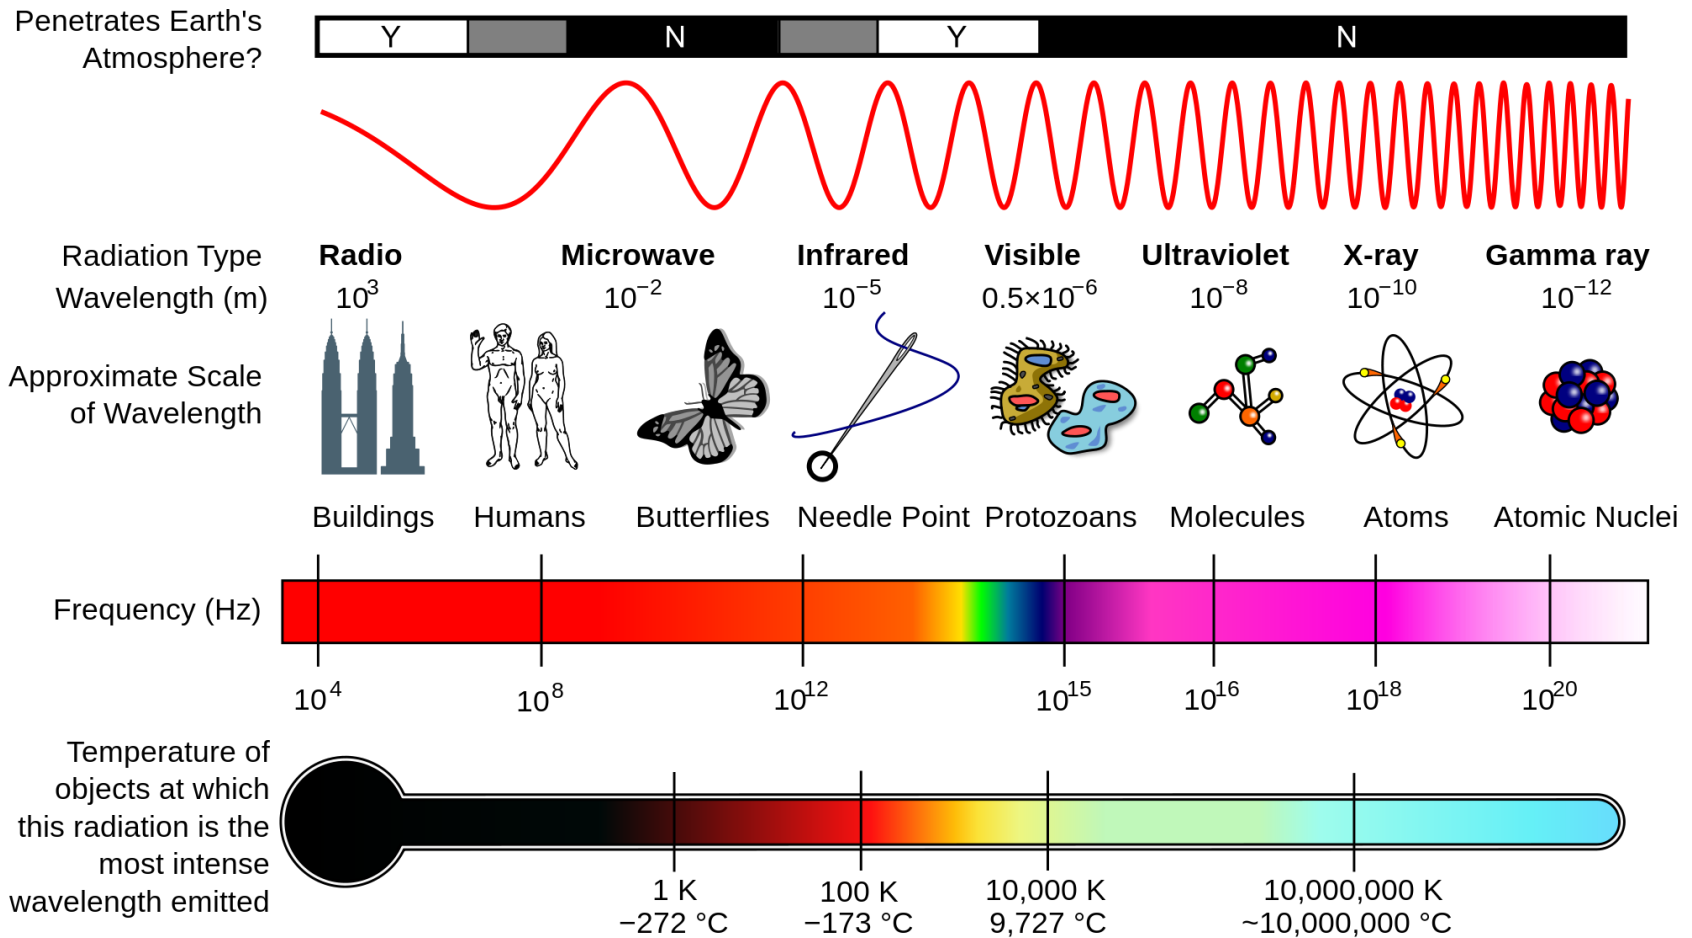 Penetrates Earth's
Atmosphere?
Y N Y N
Radiation Type
Radio Microwave Infrared Visible Ultraviolet X-ray Gamma ray
Wavelength (m)
10³ 10⁻² 10⁻⁵ 0.5×10⁻⁶ 10⁻⁸ 10⁻¹⁰ 10⁻¹²
Approximate Scale
of Wavelength
Buildings Humans Butterflies Needle Point Protozoans Molecules Atoms Atomic Nuclei
Frequency (Hz)
10⁴ 10⁸ 10¹² 10¹⁵ 10¹⁶ 10¹⁸ 10²⁰
Temperature of
objects at which
this radiation is the
most intense
wavelength emitted
1 K 100 K 10,000 K 10,000,000 K
−272 °C −173 °C 9,727 °C ~10,000,000 °C